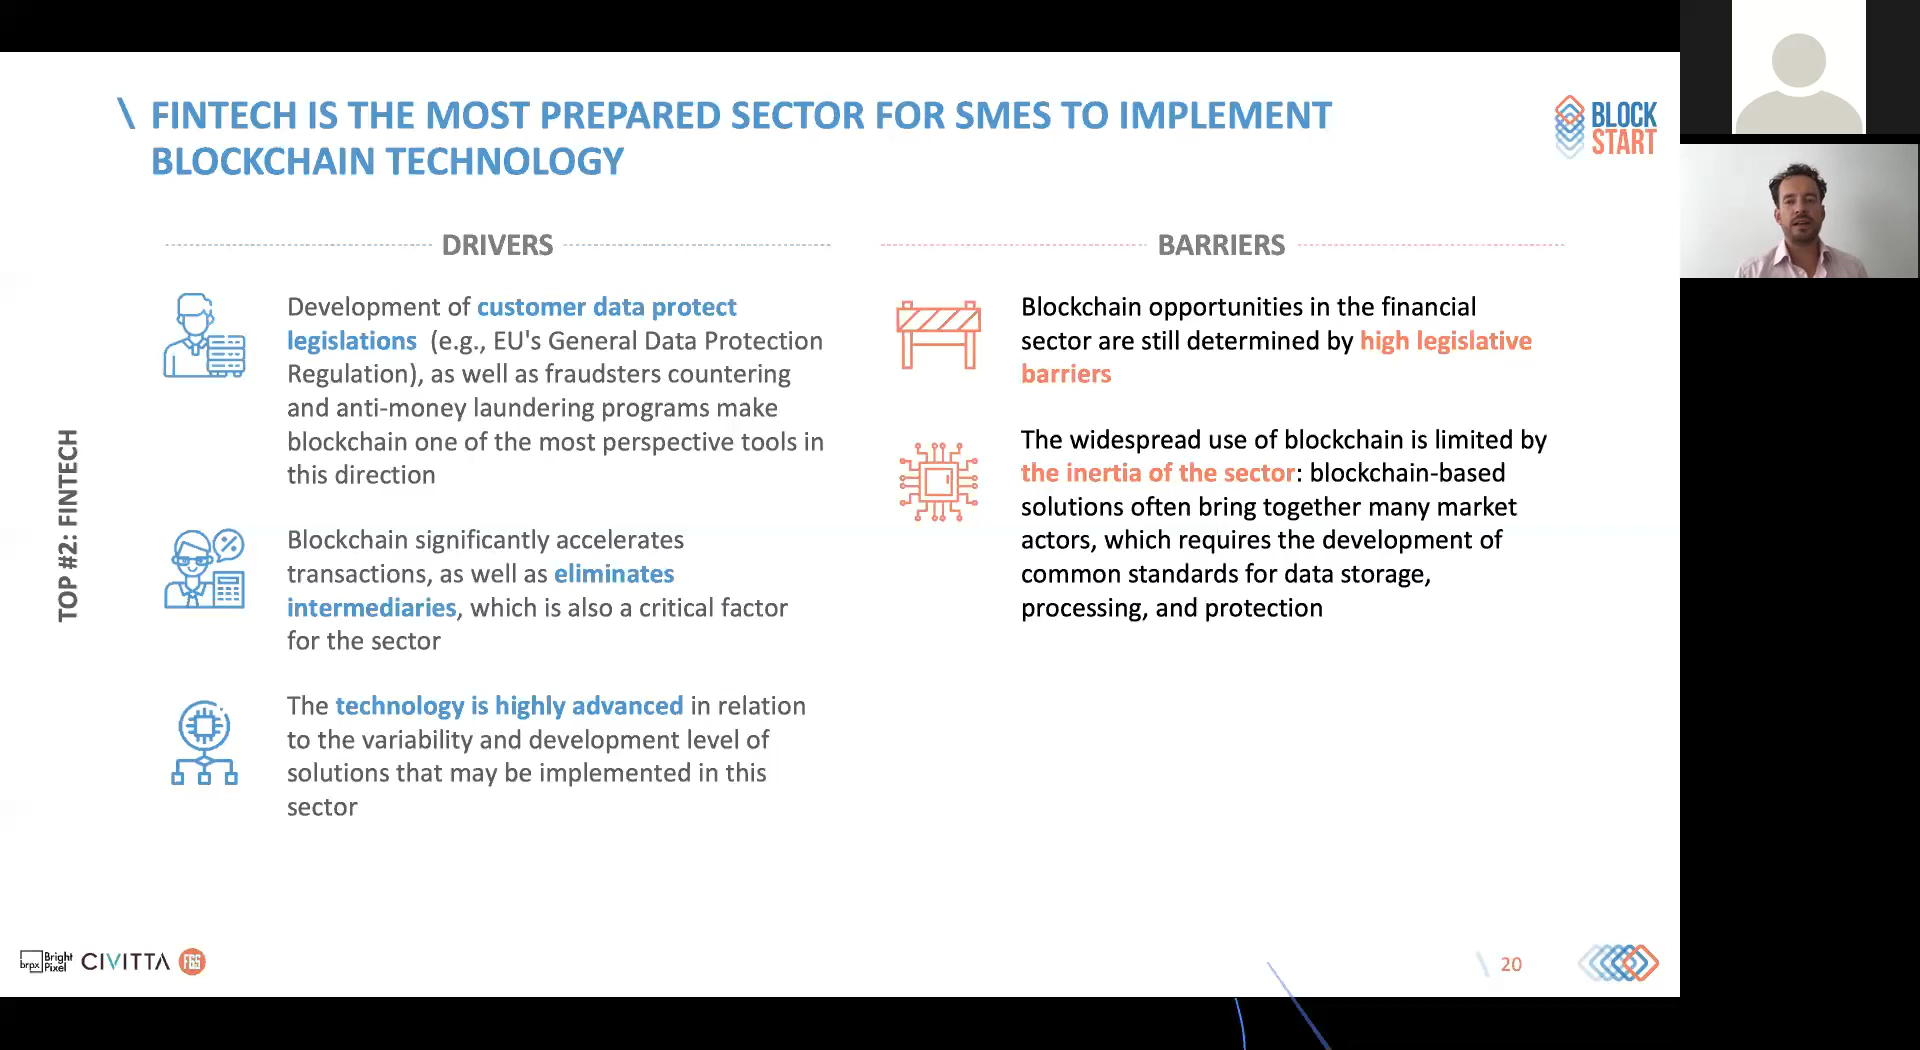 \ FINTECH IS THE MOST PREPARED SECTOR FOR SMES TO IMPLEMENT
BLOCKCHAIN TECHNOLOGY
BLOCK
START
TOP #2: FINTECH
DRIVERS
Development of customer data protect
legislations (e.g., EU's General Data Protection
Regulation), as well as fraudsters countering
and anti-money laundering programs make
blockchain one of the most perspective tools in
this direction
Blockchain significantly accelerates
transactions, as well as eliminates
intermediaries, which is also a critical factor
for the sector
The technology is highly advanced in relation
to the variability and development level of
solutions that may be implemented in this
sector
BARRIERS
Blockchain opportunities in the financial
sector are still determined by high legislative
barriers
The widespread use of blockchain is limited by
the inertia of the sector: blockchain-based
solutions often bring together many market
actors, which requires the development of
common standards for data storage,
processing, and protection
brpx Bright
Pixel
CIVITTA
F6S
\ 20